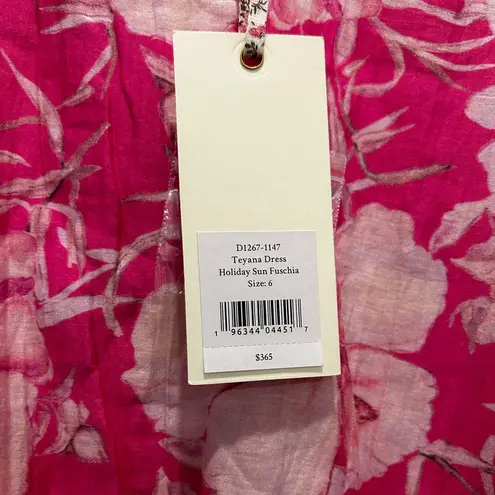 D1267-1147
Teyana Dress
Holiday Sun Fuschia
Size: 6
1 96344 04451 7
$365